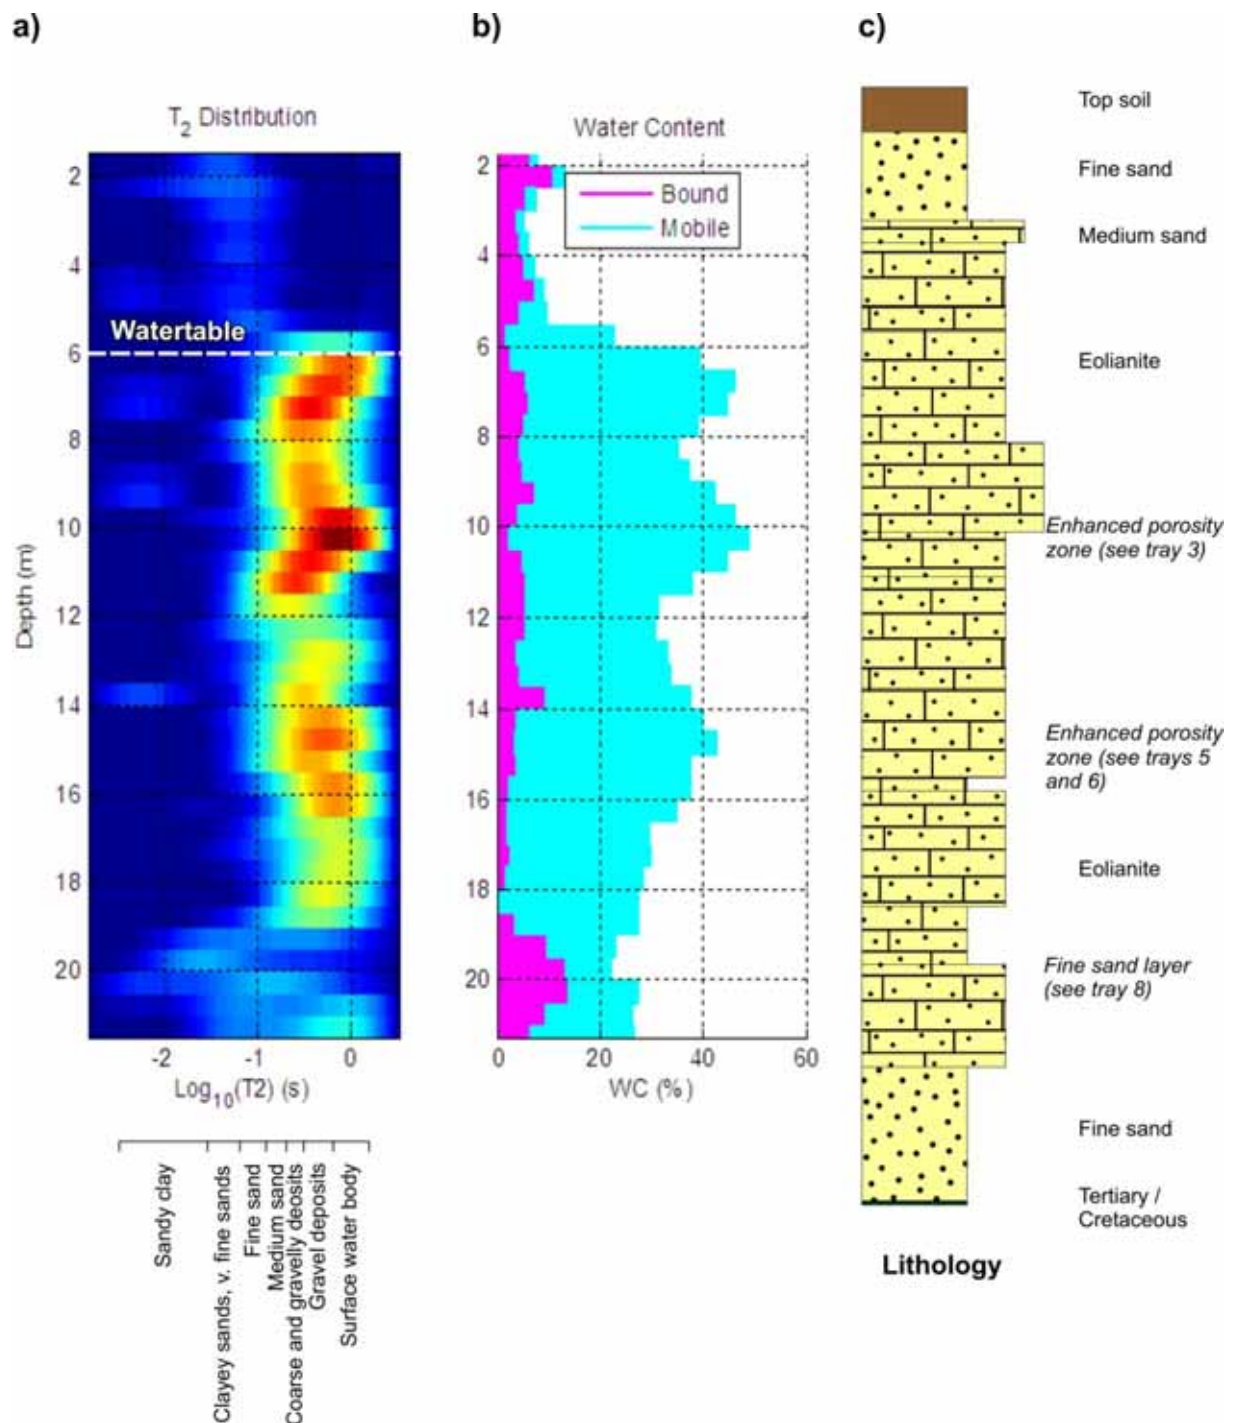 a)
T2 Distribution
2
4
Watertable
6
8
10
12
14
16
18
20
Depth (m)
-2 -1 0
Log10(T2) (s)
Sandy clay
Clayey sands, v. fine sands
Fine sand
Medium sand
Coarse and gravelly deosits
Gravel deposits
Surface water body
b)
Water Content
Bound
Mobile
2
4
6
8
10
12
14
16
18
20
0 20 40 60
WC (%)
c)
Top soil
Fine sand
Medium sand
Eolianite
Enhanced porosity
zone (see tray 3)
Enhanced porosity
zone (see trays 5
and 6)
Eolianite
Fine sand layer
(see tray 8)
Fine sand
Tertiary /
Cretaceous
Lithology